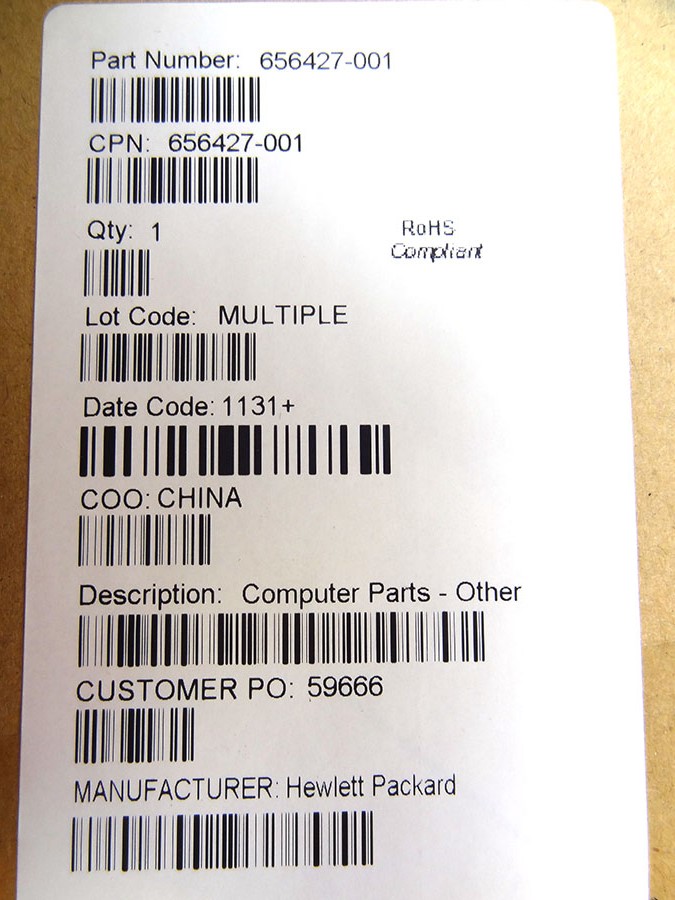 Part Number: 656427-001
CPN: 656427-001
Qty: 1
RoHS
Compliant
Lot Code: MULTIPLE
Date Code: 1131+
COO: CHINA
Description: Computer Parts - Other
CUSTOMER PO: 59666
MANUFACTURER: Hewlett Packard